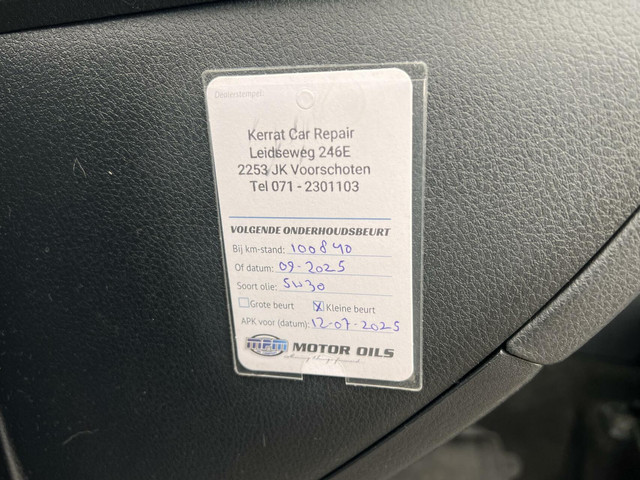 Dealerstempel:
Kerrat Car Repair
Leidseweg 246E
2253 JK Voorschoten
Tel 071 - 2301103
VOLGENDE ONDERHOUDSBEURT
Bij km-stand: 100840
Of datum: 09-2025
Soort olie: 5W30
Grote beurt Kleine beurt
APK voor (datum): 12-07-2025
MPM MOTOR OILS